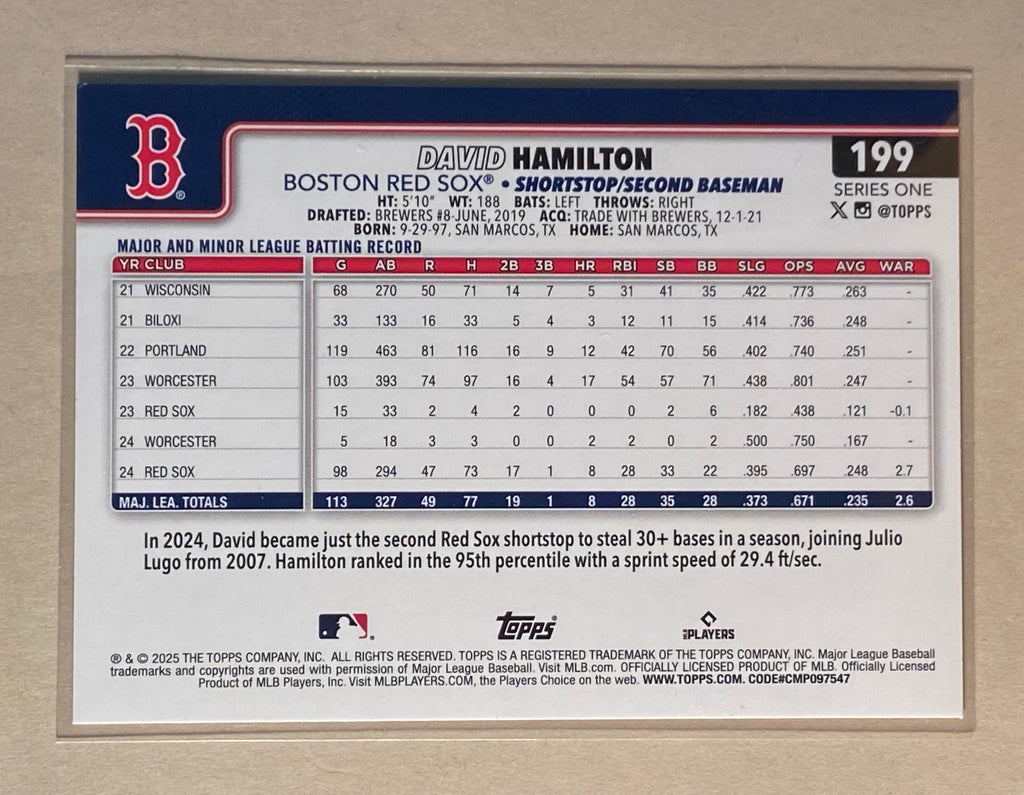 B®
199
DAVID HAMILTON
BOSTON RED SOX® • SHORTSTOP/SECOND BASEMAN
SERIES ONE
HT: 5'10" WT: 188 BATS: LEFT THROWS: RIGHT
@TOPPS
DRAFTED: BREWERS #8-JUNE, 2019 ACQ: TRADE WITH BREWERS, 12-1-21
BORN: 9-29-97, SAN MARCOS, TX HOME: SAN MARCOS, TX
MAJOR AND MINOR LEAGUE BATTING RECORD
YR CLUB G AB R H 2B 3B HR RBI SB BB SLG OPS AVG WAR
21 WISCONSIN 68 270 50 71 14 7 5 31 41 35 .422 .773 .263 -
21 BILOXI 33 133 16 33 5 4 3 12 11 15 .414 .736 .248 -
22 PORTLAND 119 463 81 116 16 9 12 42 70 56 .402 .740 .251 -
23 WORCESTER 103 393 74 97 16 4 17 54 57 71 .438 .801 .247 -
23 RED SOX 15 33 2 4 2 0 0 0 2 6 .182 .438 .121 -0.1
24 WORCESTER 5 18 3 3 0 0 2 2 0 2 .500 .750 .167 -
24 RED SOX 98 294 47 73 17 1 8 28 33 22 .395 .697 .248 2.7
MAJ. LEA. TOTALS 113 327 49 77 19 1 8 28 35 28 .373 .671 .235 2.6
In 2024, David became just the second Red Sox shortstop to steal 30+ bases in a season, joining Julio
Lugo from 2007. Hamilton ranked in the 95th percentile with a sprint speed of 29.4 ft/sec.
Topps®
MLB PLAYERS
® & © 2025 THE TOPPS COMPANY, INC. ALL RIGHTS RESERVED. TOPPS IS A REGISTERED TRADEMARK OF THE TOPPS COMPANY, INC. Major League Baseball
trademarks and copyrights are used with permission of Major League Baseball. Visit MLB.com. OFFICIALLY LICENSED PRODUCT OF MLB. Officially Licensed
Product of MLB Players, Inc. Visit MLBPLAYERS.COM, the Players Choice on the web. WWW.TOPPS.COM. CODE#CMP097547